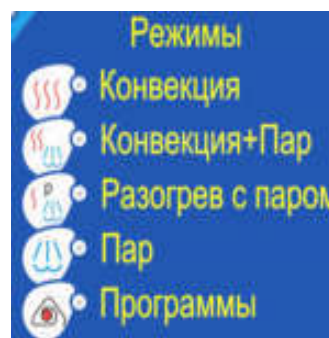 Режимы
Конвекция
Конвекция+Пар
Разогрев с паром
Пар
Программы